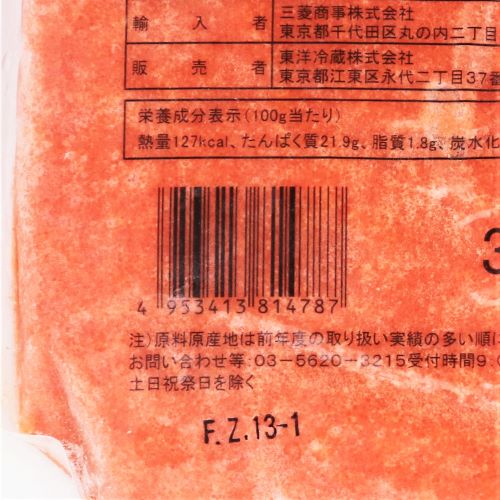 輸入者 三菱商事株式会社
東京都千代田区丸の内二丁目
販売者 東洋冷蔵株式会社
東京都江東区永代二丁目37番
栄養成分表示(100g当たり)
熱量127kcal、たんぱく質21.9g、脂質1.8g、炭水化
3
4 953413 814787
注)原料原産地は前年度の取り扱い実績の多い順に
お問い合わせ等:03-5620-3215受付時間9:0
土日祝祭日を除く
F.Z.13-1